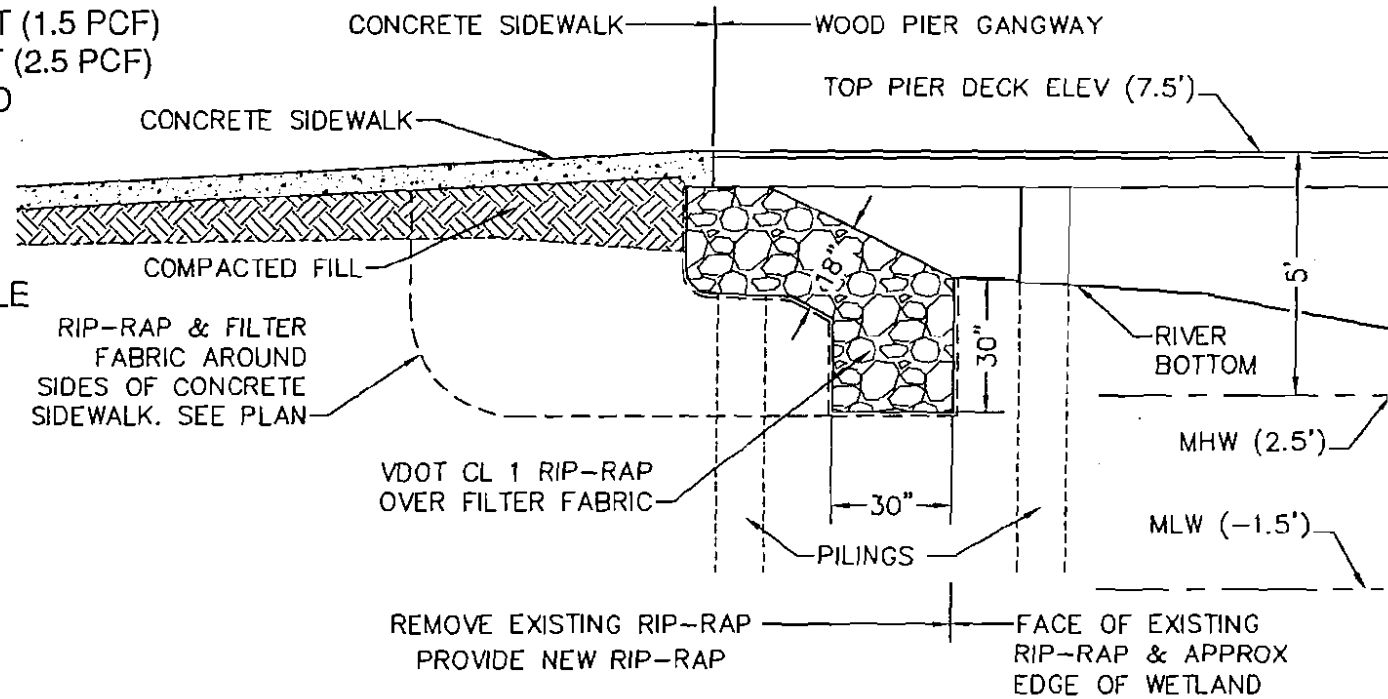 T (1.5 PCF)
T (2.5 PCF)
CONCRETE SIDEWALK
WOOD PIER GANGWAY
TOP PIER DECK ELEV (7.5')
CONCRETE SIDEWALK
COMPACTED FILL
LE
18"
5'
RIP-RAP & FILTER
FABRIC AROUND
SIDES OF CONCRETE
SIDEWALK. SEE PLAN
30"
RIVER
BOTTOM
MHW (2.5')
VDOT CL 1 RIP-RAP
OVER FILTER FABRIC
30"
MLW (-1.5')
PILINGS
REMOVE EXISTING RIP-RAP
PROVIDE NEW RIP-RAP
FACE OF EXISTING
RIP-RAP & APPROX
EDGE OF WETLAND